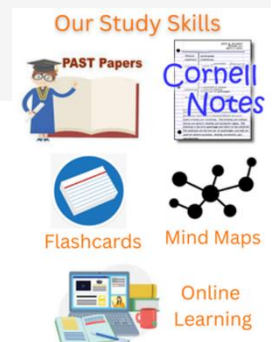 Our Study Skills
PAST Papers
Cornell
Notes
Flashcards
Mind Maps
Online
Learning